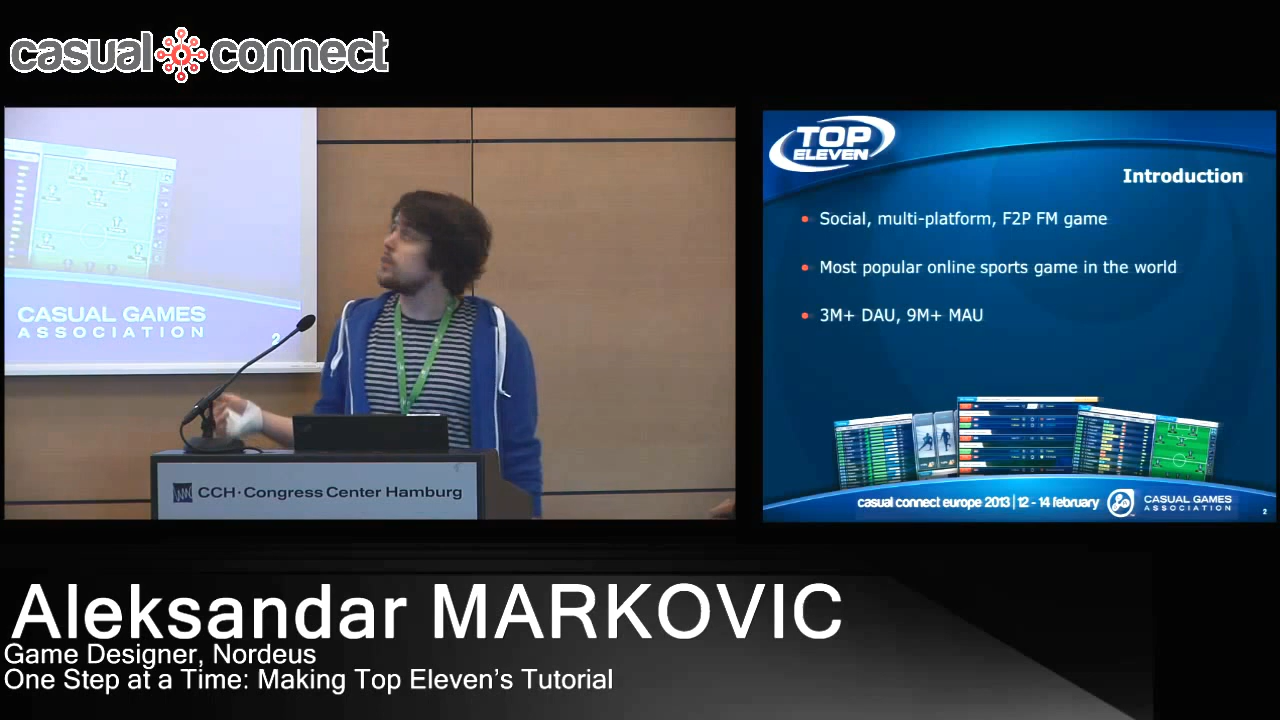 casual connect
CASUAL GAMES
ASSOCIATION
2
CCH·Congress Center Hamburg
TOP
ELEVEN
Introduction
Social, multi-platform, F2P FM game
Most popular online sports game in the world
3M+ DAU, 9M+ MAU
casual connect europe 2013 | 12 - 14 february
CASUAL GAMES
ASSOCIATION
2
Aleksandar MARKOVIC
Game Designer, Nordeus
One Step at a Time: Making Top Eleven's Tutorial